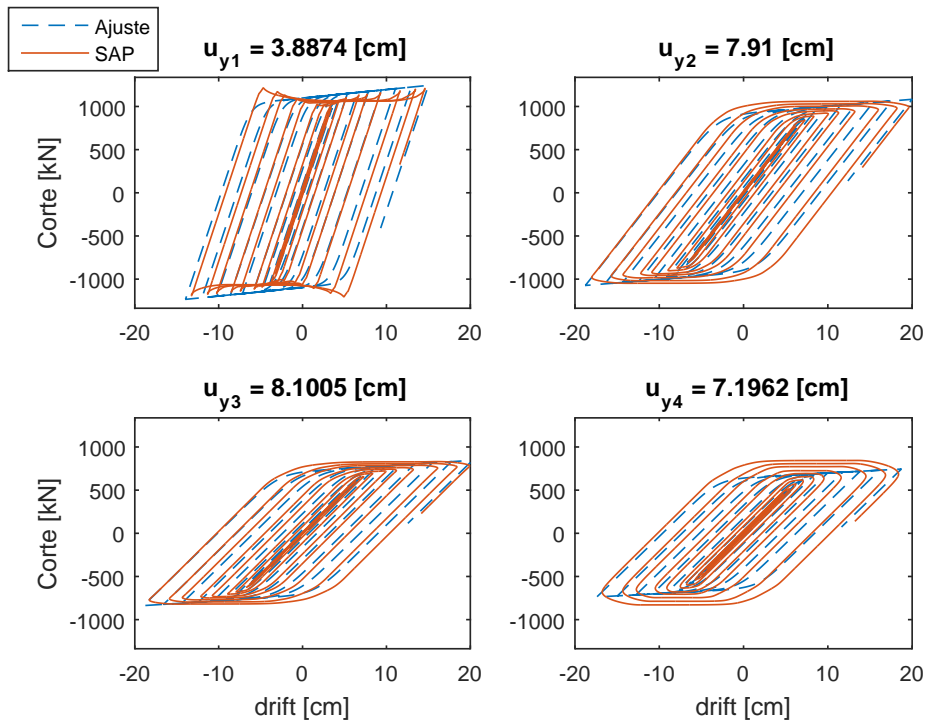 Ajuste
SAP
u_y1 = 3.8874 [cm]
u_y2 = 7.91 [cm]
Corte [kN]
1000
500
0
-500
-1000
-20 -10 0 10 20
1000
500
0
-500
-1000
-20 -10 0 10 20
u_y3 = 8.1005 [cm]
u_y4 = 7.1962 [cm]
Corte [kN]
1000
500
0
-500
-1000
-20 -10 0 10 20
drift [cm]
1000
500
0
-500
-1000
-20 -10 0 10 20
drift [cm]